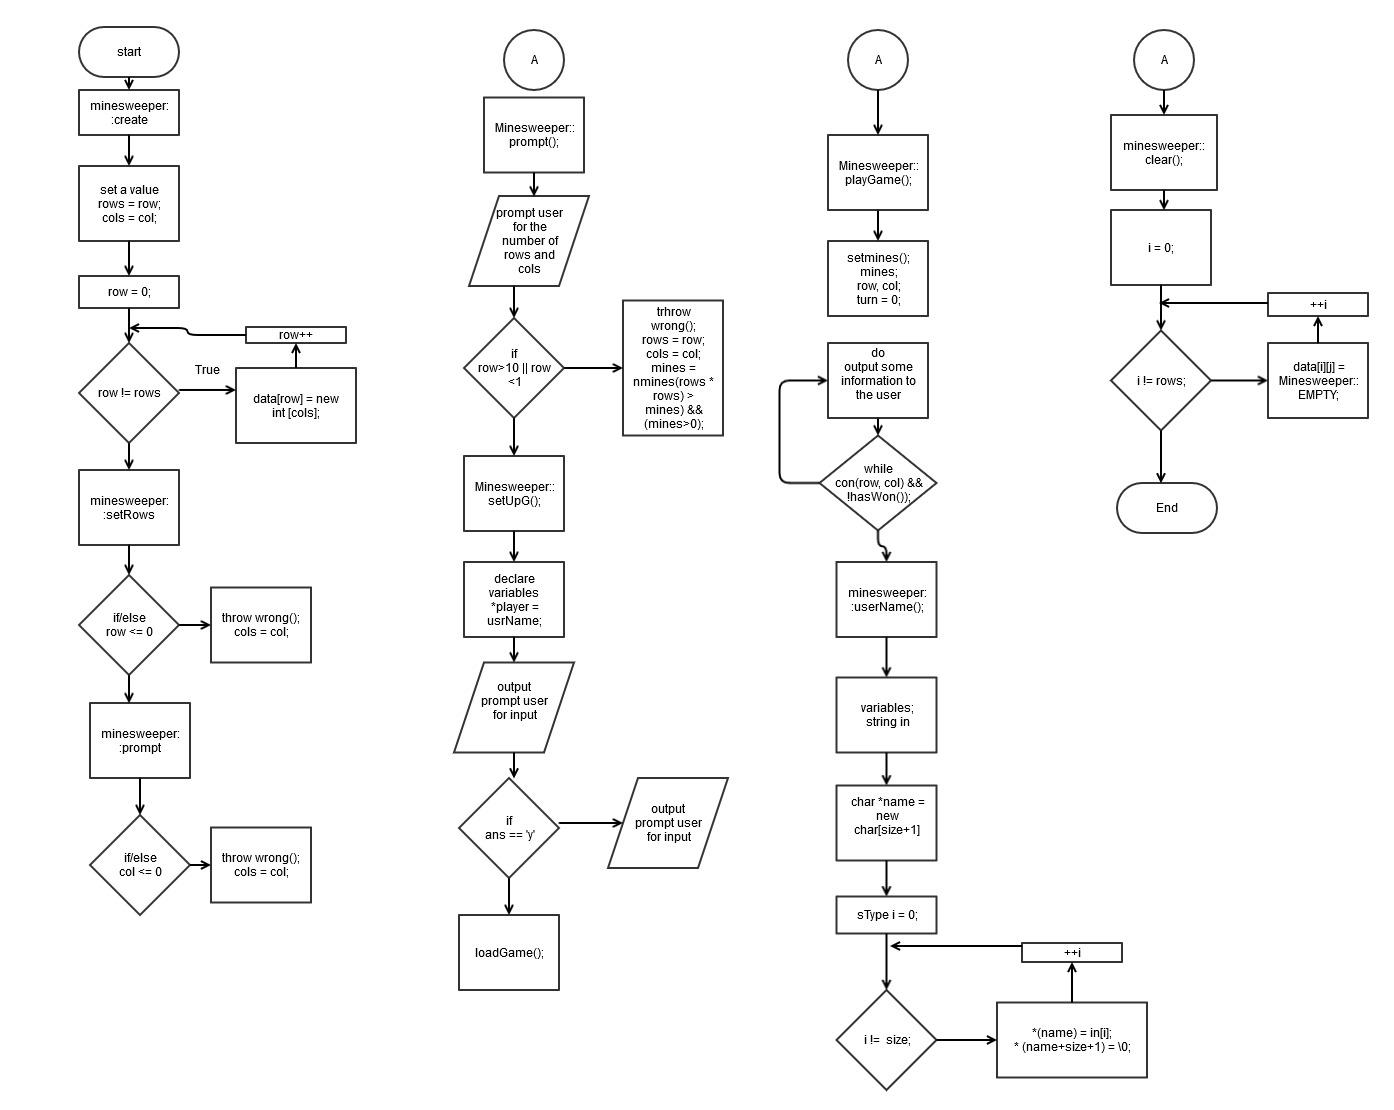 start
minesweeper:
:create
set a value
rows = row;
cols = col;
row = 0;
row++
True
row != rows
data[row] = new
int [cols];
minesweeper:
:setRows
if/else
row <= 0
throw wrong();
cols = col;
minesweeper:
:prompt
if/else
col <= 0
throw wrong();
cols = col;
A
Minesweeper::
prompt();
prompt user
for the
number of
rows and
cols
if
row>10 || row
<1
trhrow
wrong();
rows = row;
cols = col;
mines =
nmines(rows *
rows) >
mines) &&
(mines>0);
Minesweeper::
setUpG();
declare
variables
*player =
usrName;
output
prompt user
for input
if
ans == 'y'
output
prompt user
for input
loadGame();
A
Minesweeper::
playGame();
setmines();
mines;
row, col;
turn = 0;
do
output some
information to
the user
while
con(row, col) &&
!hasWon());
minesweeper:
:userName();
variables;
string in
char *name =
new
char[size+1]
sType i = 0;
++i
i != size;
*(name) = in[i];
* (name+size+1) = \0;
A
minesweeper::
clear();
i = 0;
++i
i != rows;
data[i][j] =
Minesweeper::
EMPTY;
End